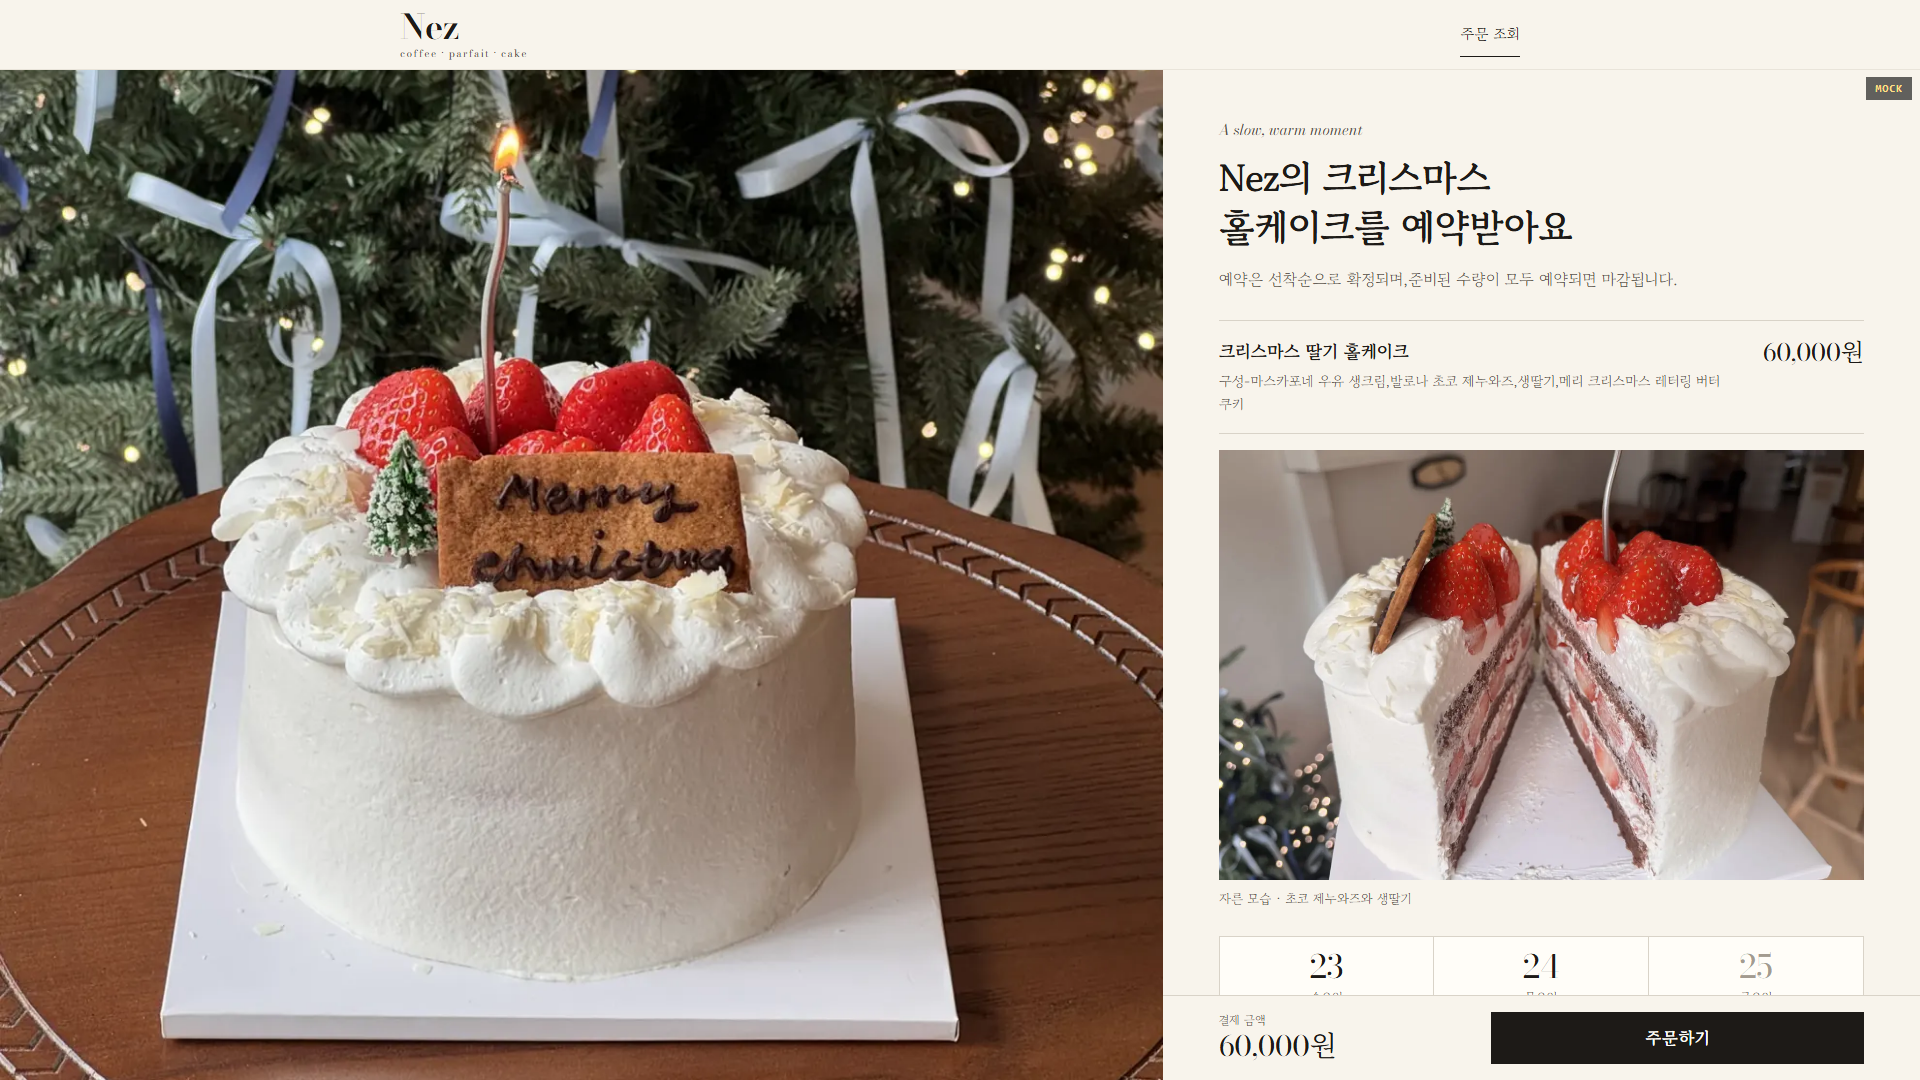 Nez
coffee · parfait · cake
주문 조회
MOCK
Merry
christmas
A slow, warm moment
Nez의 크리스마스
홀케이크를 예약받아요
예약은 선착순으로 확정되며,준비된 수량이 모두 예약되면 마감됩니다.
크리스마스 딸기 홀케이크
60,000원
구성-마스카포네 우유 생크림,발로나 초코 제누와즈,생딸기,메리 크리스마스 레터링 버터
쿠키
자른 모습 · 초코 제누와즈와 생딸기
23
24
25
결제 금액
60,000원
주문하기